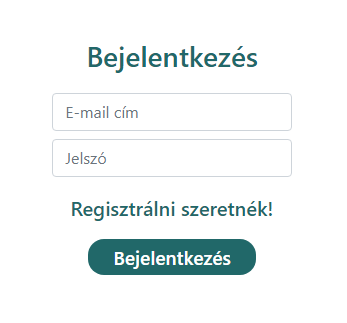 Bejelentkezés
E-mail cím
Jelszó
Regisztrálni szeretnék!
Bejelentkezés